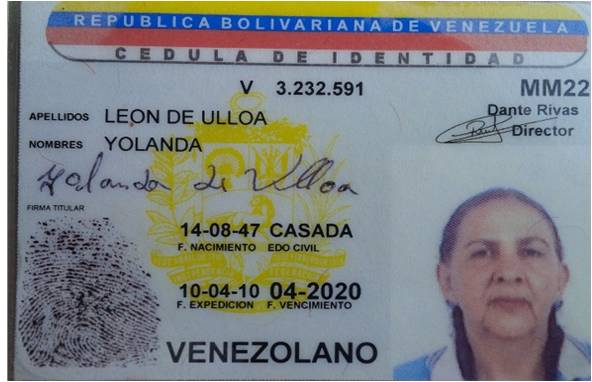 REPUBLICA BOLIVARIANA DE VENEZUELA
CEDULA DE IDENTIDAD
V 3.232.591 MM22
Dante Rivas
Director
APELLIDOS LEON DE ULLOA
NOMBRES YOLANDA
Yolanda de Ulloa
FIRMA TITULAR
14-08-47 CASADA
F. NACIMIENTO EDO CIVIL
10-04-10 04-2020
F. EXPEDICION F. VENCIMIENTO
VENEZOLANO